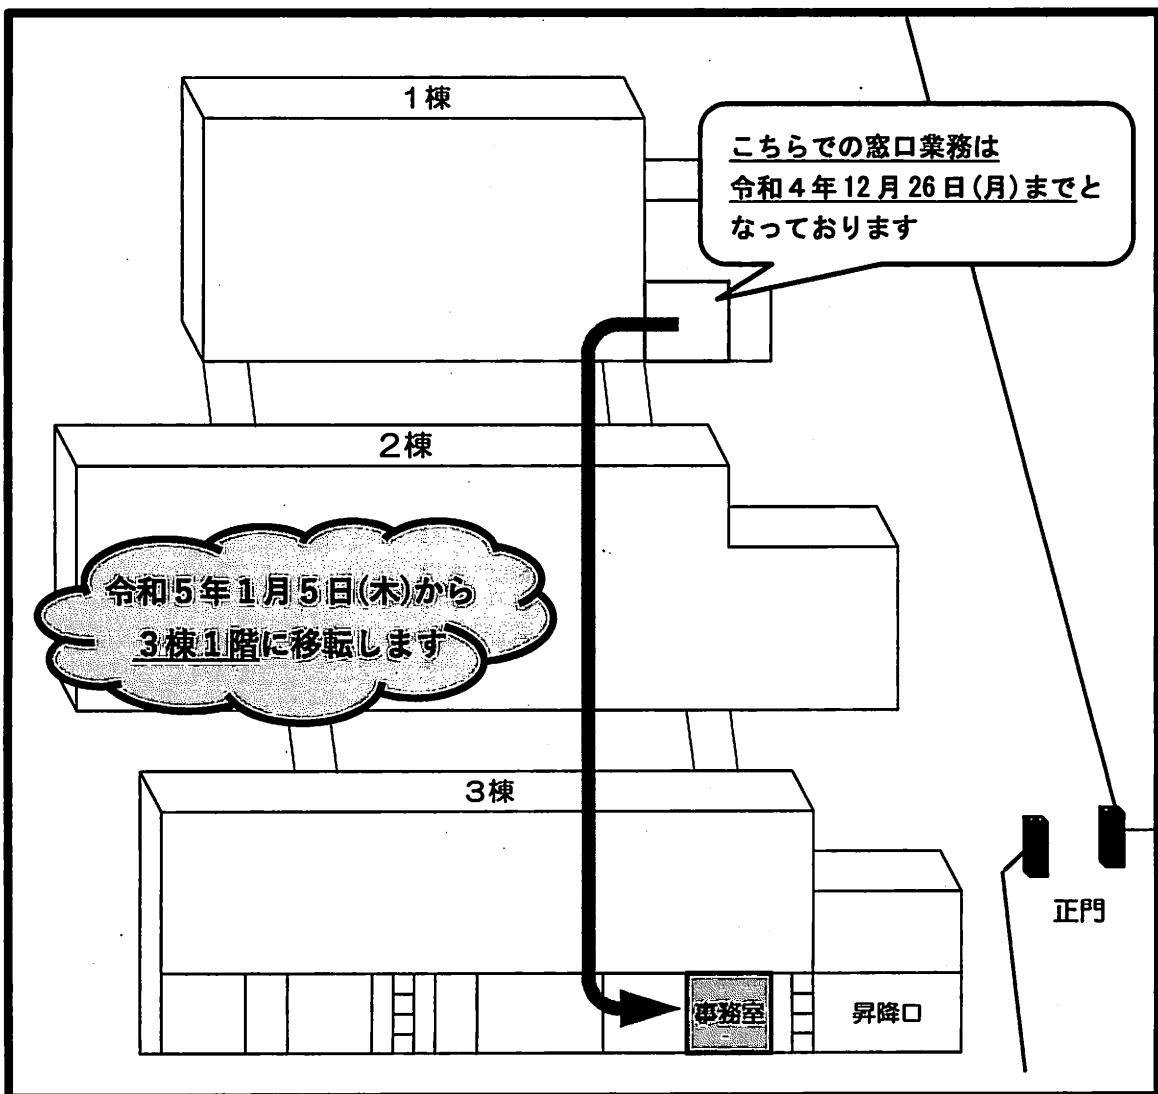 1棟
こちらでの窓口業務は
令和4年12月26日(月)までと
なっております
2棟
令和5年1月5日(木)から
3棟1階に移転します
3棟
正門
事務室
昇降口